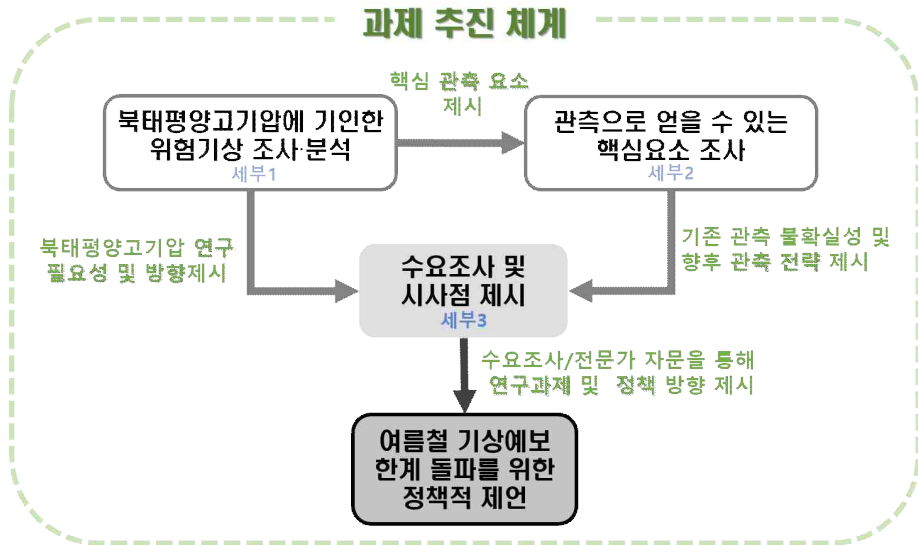 과제 추진 체계
핵심 관측 요소
제시
북태평양고기압에 기인한
위험기상 조사·분석
세부1
관측으로 얻을 수 있는
핵심요소 조사
세부2
북태평양고기압 연구
필요성 및 방향제시
기존 관측 불확실성 및
향후 관측 전략 제시
수요조사 및
시사점 제시
세부3
수요조사/전문가 자문을 통해
연구과제 및 정책 방향 제시
여름철 기상예보
한계 돌파를 위한
정책적 제언